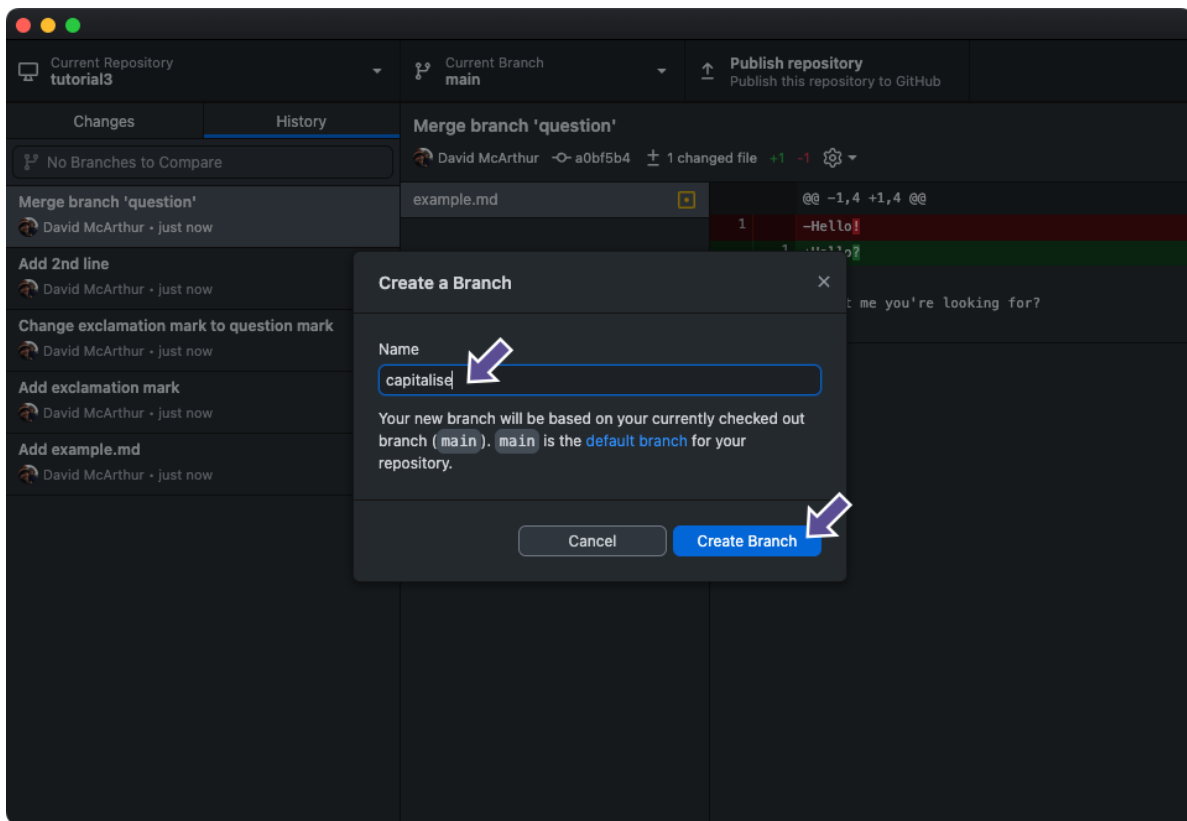 Current Repository
tutorial3
Current Branch
main
Publish repository
Publish this repository to GitHub
Changes
History
No Branches to Compare
Merge branch 'question'
David McArthur • just now
Add 2nd line
David McArthur • just now
Change exclamation mark to question mark
David McArthur • just now
Add exclamation mark
David McArthur • just now
Add example.md
David McArthur • just now
Merge branch 'question'
David McArthur a0bf5b4 1 changed file +1 -1
example.md
@@ -1,4 +1,4 @@
1 -Hello!
1 +Hello?
me you're looking for?
Create a Branch
Name
capitalise
Your new branch will be based on your currently checked out
branch (main). main is the default branch for your
repository.
Cancel
Create Branch